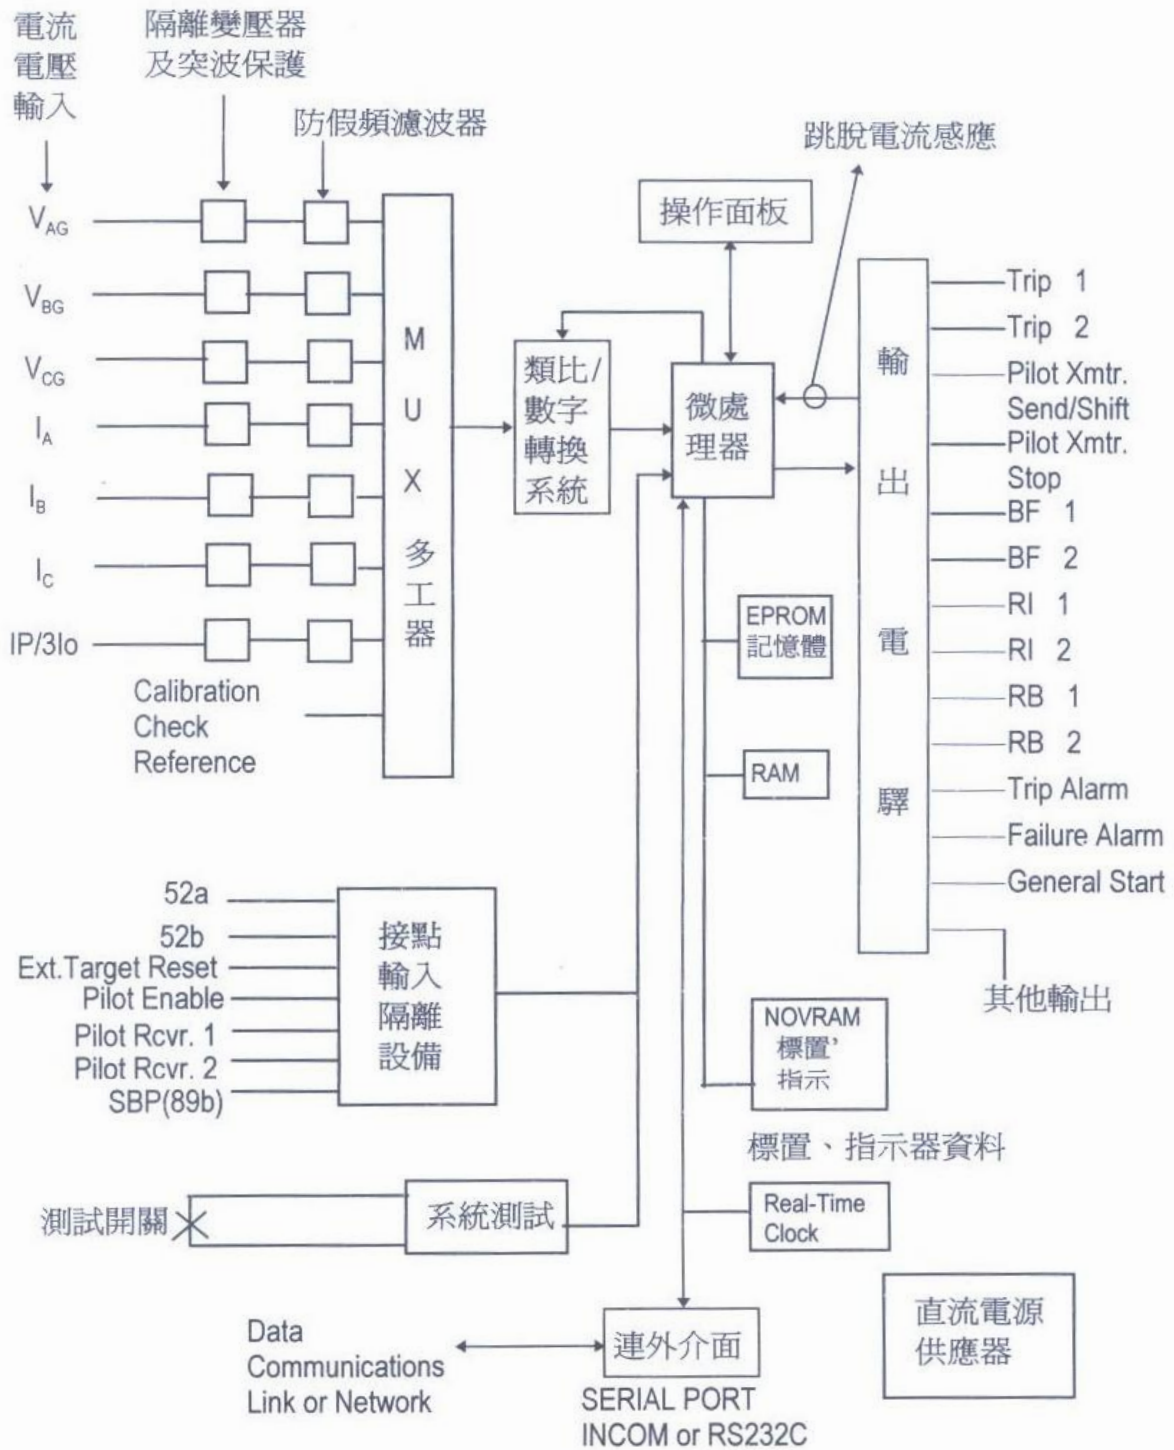 電流
電壓
輸入
隔離變壓器
及突波保護
防假頻濾波器
跳脫電流感應
操作面板
VAG
VBG
VCG
IA
IB
IC
IP/3Io
Calibration
Check
Reference
M
U
X
多
工
器
類比/
數字
轉換
系統
微處
理器
輸
出
電
驛
Trip 1
Trip 2
Pilot Xmtr.
Send/Shift
Pilot Xmtr.
Stop
BF 1
BF 2
RI 1
RI 2
RB 1
RB 2
Trip Alarm
Failure Alarm
General Start
其他輸出
EPROM
記憶體
RAM
52a
52b
Ext.Target Reset
Pilot Enable
Pilot Rcvr. 1
Pilot Rcvr. 2
SBP(89b)
接點
輸入
隔離
設備
NOVRAM
標置,
指示
標置、指示器資料
測試開關
系統測試
Real-Time
Clock
直流電源
供應器
Data
Communications
Link or Network
連外介面
SERIAL PORT
INCOM or RS232C